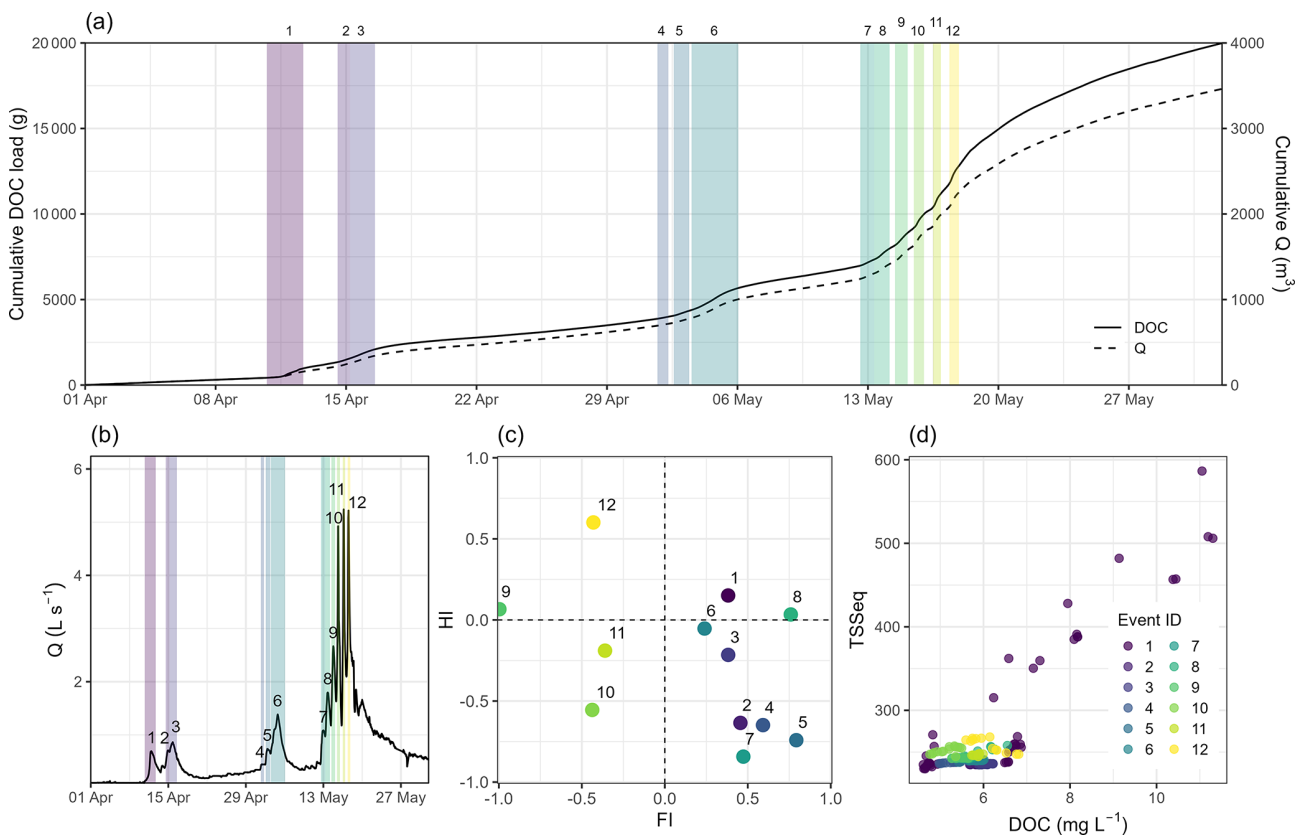 (a)
1 2 3 4 5 6 7 8 9 10 11 12
20 000 4000
15 000 3000
10 000 2000
5000 1000
0 0
Cumulative DOC load (g)
Cumulative Q (m³)
DOC
Q
01 Apr 08 Apr 15 Apr 22 Apr 29 Apr 06 May 13 May 20 May 27 May
(b)
6
4
2
Q (L s⁻¹)
1 2 3 4 5 6 7 8 9 10 11 12
01 Apr 15 Apr 29 Apr 13 May 27 May
(c)
1.0
0.5
0.0
-0.5
-1.0
HI
12
9
1
8
6
3
11
10
2
4
5
7
-1.0 -0.5 0.0 0.5 1.0
FI
(d)
600
500
400
300
TSSeq
Event ID
1 7
2 8
3 9
4 10
5 11
6 12
6 8 10
DOC (mg L⁻¹)